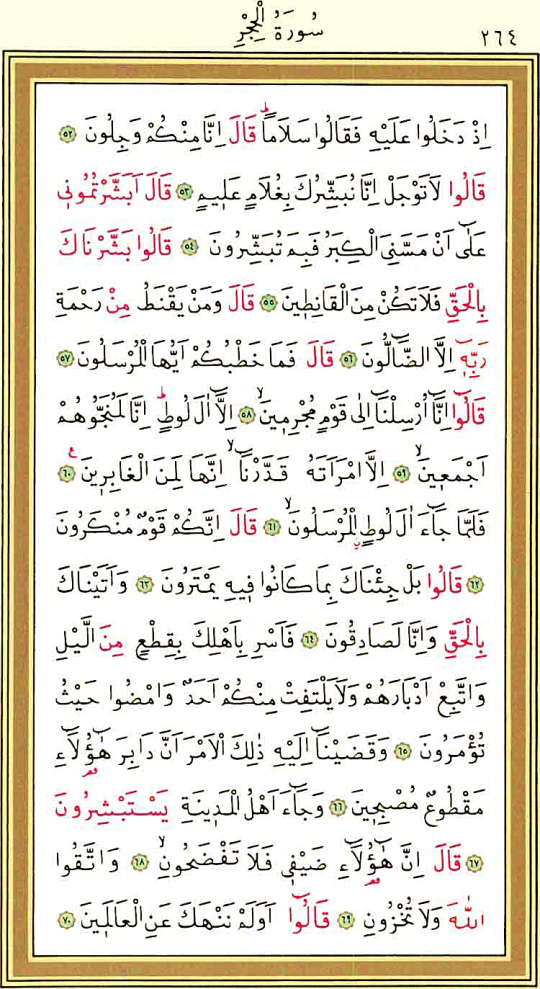 سُورَةُ الْحِجْرِ ٢٦٤
اِذْ دَخَلُوا عَلَيْهِ فَقَالُوا سَلَامًاۜ قَالَ اِنَّا مِنْكُمْ وَجِلُونَ ﴿٥٢﴾
قَالُوا لَا تَوْجَلْ اِنَّا نُبَشِّرُكَ بِغُلَامٍ عَلٖيمٍ ﴿٥٣﴾ قَالَ اَبَشَّرْتُمُونٖي
عَلٰٓى اَنْ مَسَّنِيَ الْكِبَرُ فَبِمَ تُبَشِّرُونَ ﴿٥٤﴾ قَالُوا بَشَّرْنَاكَ
بِالْحَقِّ فَلَا تَكُنْ مِنَ الْقَانِطٖينَ ﴿٥٥﴾ قَالَ وَمَنْ يَقْنَطُ مِنْ رَحْمَةِ
رَبِّهٖٓ اِلَّا الضَّٓالُّونَ ﴿٥٦﴾ قَالَ فَمَا خَطْبُكُمْ اَيُّهَا الْمُرْسَلُونَ ﴿٥٧﴾
قَالُٓوا اِنَّٓا اُرْسِلْنَٓا اِلٰى قَوْمٍ مُجْرِمٖينَۙ ﴿٥٨﴾ اِلَّٓا اٰلَ لُوطٍۜ اِنَّا لَمُنَجُّوهُمْ
اَجْمَعٖينَۙ ﴿٥٩﴾ اِلَّا امْرَاَتَهُ قَدَّرْنَٓاۙ اِنَّهَا لَمِنَ الْغَابِرٖينَ ﴿٦٠﴾
فَلَمَّا جَٓاءَ اٰلَ لُوطٍ الْمُرْسَلُونَۙ ﴿٦١﴾ قَالَ اِنَّكُمْ قَوْمٌ مُنْكَرُونَ
﴿٦٢﴾ قَالُوا بَلْ جِئْنَاكَ بِمَا كَانُوا فٖيهِ يَمْتَرُونَ ﴿٦٣﴾ وَاَتَيْنَاكَ
بِالْحَقِّ وَاِنَّا لَصَادِقُونَ ﴿٦٤﴾ فَاَسْرِ بِاَهْلِكَ بِقِطْعٍ مِنَ الَّيْلِ
وَاتَّبِعْ اَدْبَارَهُمْ وَلَا يَلْتَفِتْ مِنْكُمْ اَحَدٌ وَامْضُوا حَيْثُ
تُؤْمَرُونَ ﴿٦٥﴾ وَقَضَيْنَٓا اِلَيْهِ ذٰلِكَ الْاَمْرَ اَنَّ دَابِرَ هٰٓؤُ۬لَٓاءِ
مَقْطُوعٌ مُصْبِحٖينَ ﴿٦٦﴾ وَجَٓاءَ اَهْلُ الْمَدٖينَةِ يَسْتَبْشِرُونَ
﴿٦٧﴾ قَالَ اِنَّ هٰٓؤُ۬لَٓاءِ ضَيْفٖي فَلَا تَفْضَحُونِۙ ﴿٦٨﴾ وَاتَّقُوا
اللّٰهَ وَلَا تُخْزُونِ ﴿٦٩﴾ قَالُٓوا اَوَلَمْ نَنْهَكَ عَنِ الْعَالَمٖينَ ﴿٧٠﴾